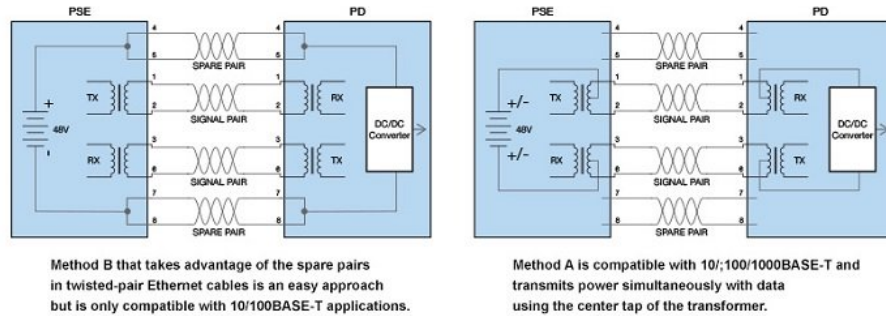 PSE PD
4 4
5 5
SPARE PAIR
+
TX
1 1
RX
2 2
SIGNAL PAIR
48V
DC/DC
Converter
-
RX
3 3
TX
6 6
SIGNAL PAIR
7 7
8 8
SPARE PAIR
Method B that takes advantage of the spare pairs
in twisted-pair Ethernet cables is an easy approach
but is only compatible with 10/100BASE-T applications.
PSE PD
4 4
5 5
SPARE PAIR
+/-
TX
1 1
RX
2 2
SIGNAL PAIR
48V
DC/DC
Converter
+/-
RX
3 3
TX
6 6
SIGNAL PAIR
7 7
8 8
SPARE PAIR
Method A is compatible with 10/;100/1000BASE-T and
transmits power simultaneously with data
using the center tap of the transformer.